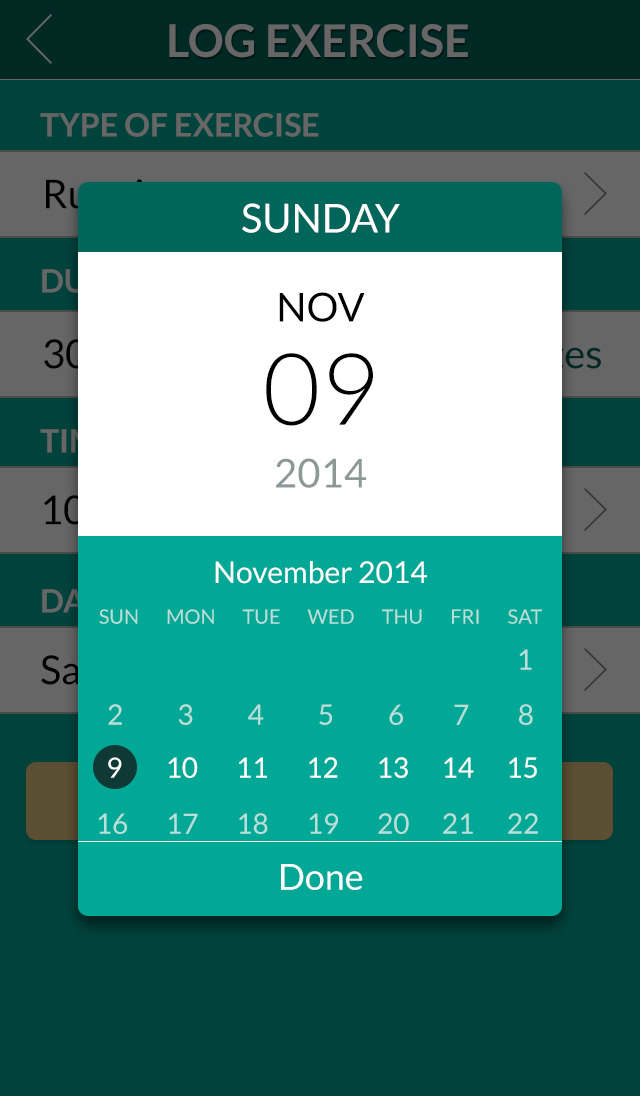 LOG EXERCISE
TYPE OF EXERCISE
SUNDAY
NOV
30
09
2014
10
November 2014
SUN MON TUE WED THU FRI SAT
1
2 3 4 5 6 7 8
9 10 11 12 13 14 15
16 17 18 19 20 21 22
Done